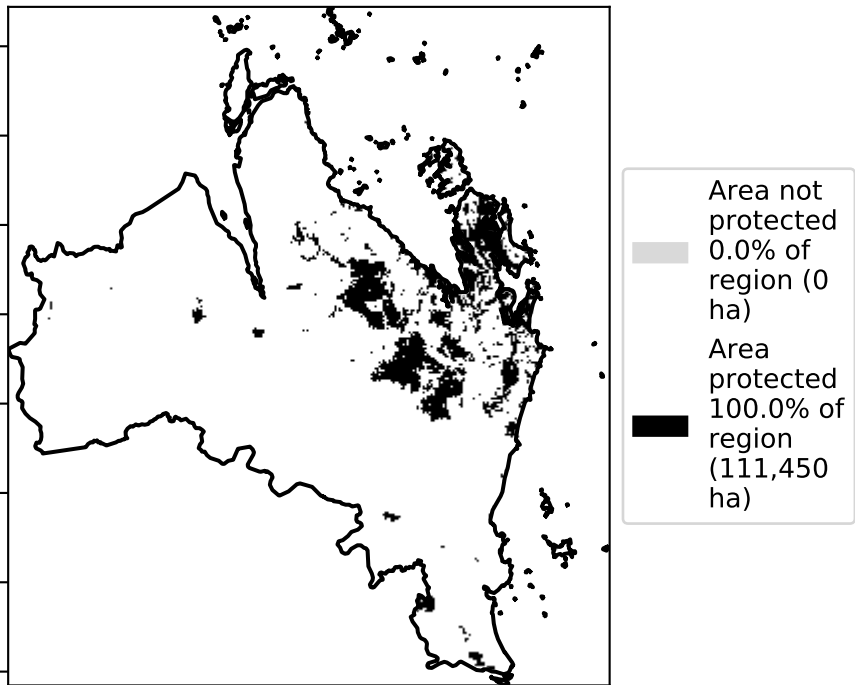 Area not
protected
0.0% of
region (0
ha)
Area
protected
100.0% of
region
(111,450
ha)